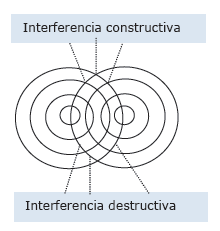 Interferencia constructiva
Interferencia destructiva